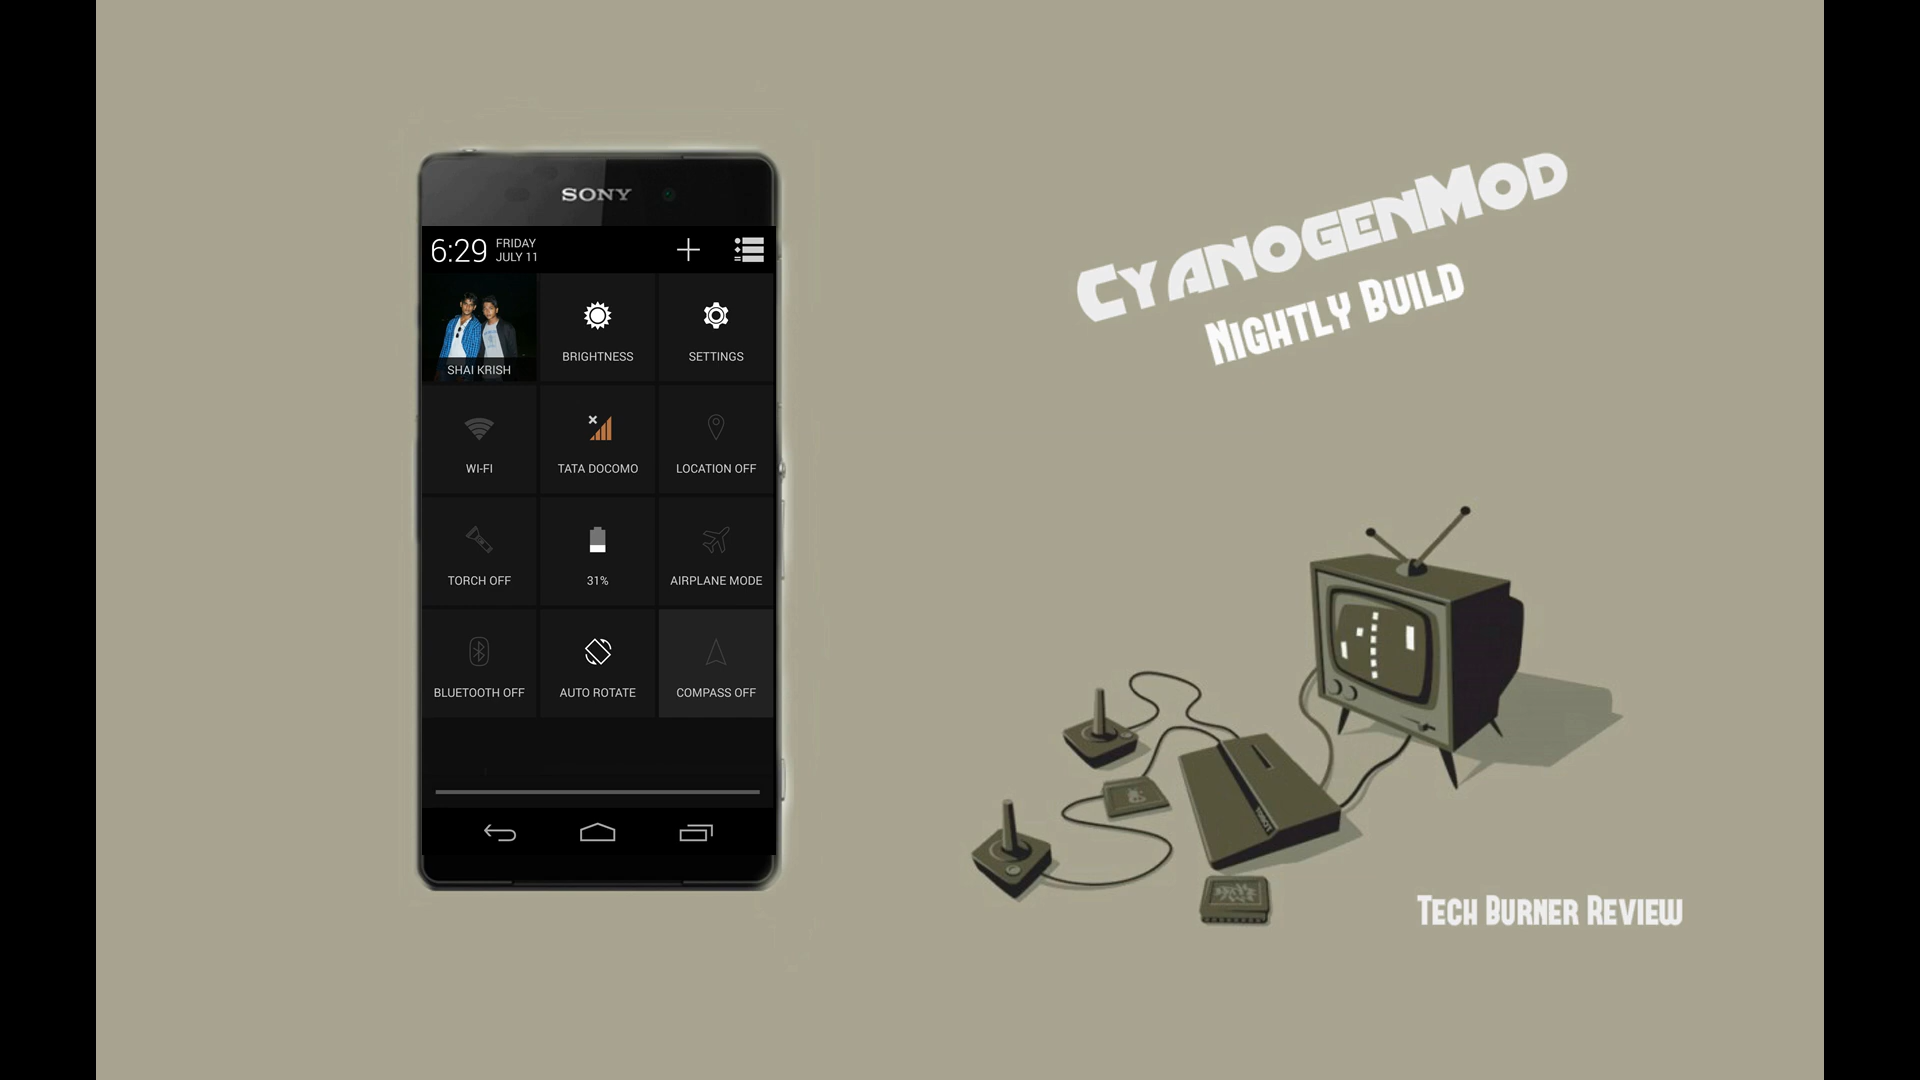 SONY
6:29 FRIDAY
JULY 11
SHAI KRISH
BRIGHTNESS
SETTINGS
WI-FI
TATA DOCOMO
LOCATION OFF
TORCH OFF
31%
AIRPLANE MODE
BLUETOOTH OFF
AUTO ROTATE
COMPASS OFF
CYANOGENMOD
NIGHTLY BUILD
TECH BURNER REVIEW